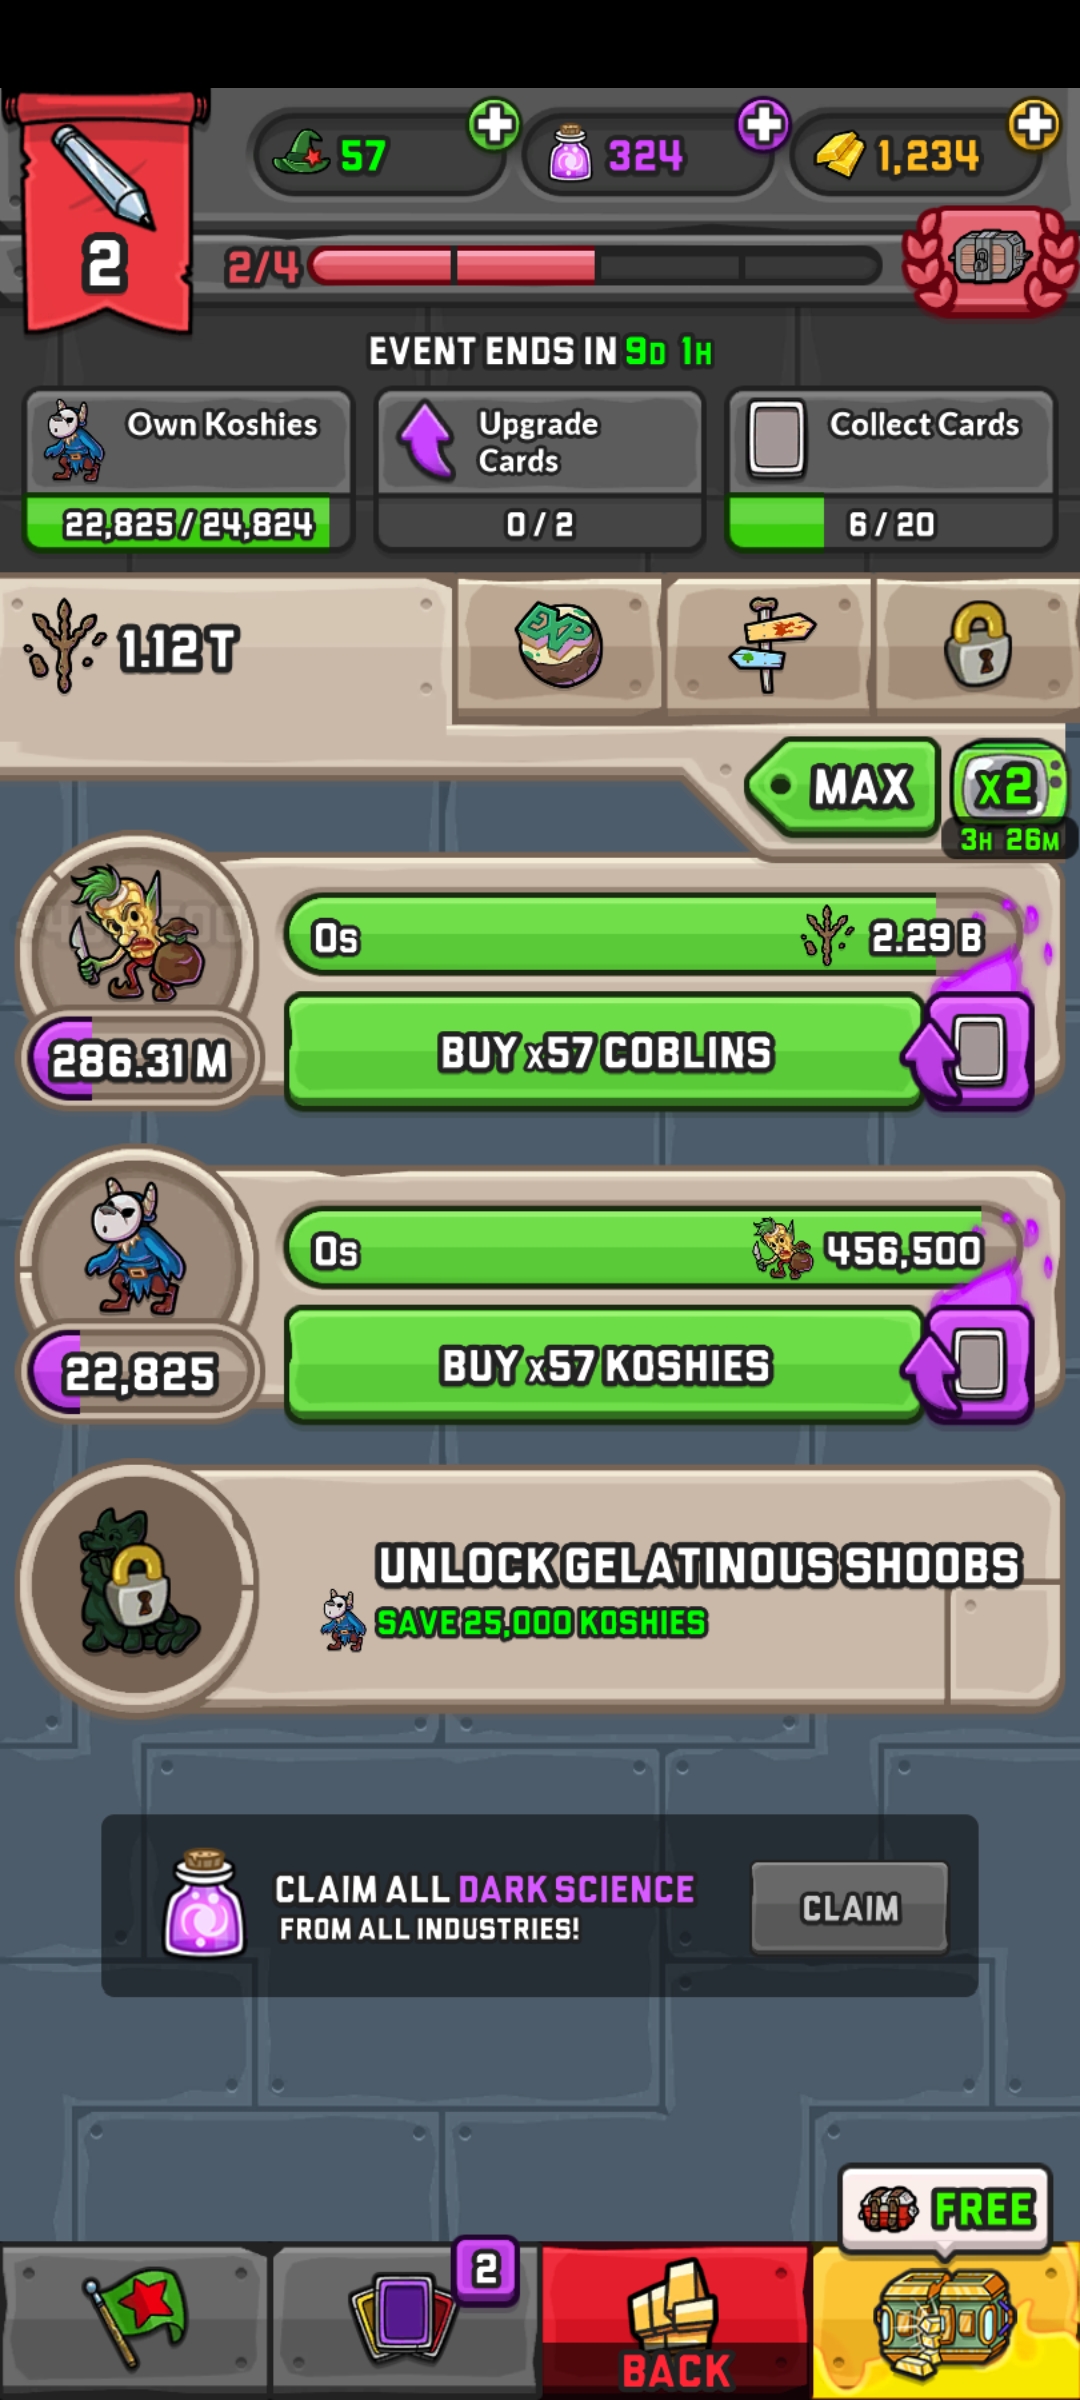 57
324
1,234
2
2/4
EVENT ENDS IN 9D 1H
Own Koshies
Upgrade
Cards
Collect Cards
22,825/24,824
0/2
6/20
1.12T
EXP
MAX
x2
3H 26M
0s
2.29B
286.31M
BUY x57 COBLINS
0s
456,500
22,825
BUY x57 KOSHIES
UNLOCK GELATINOUS SHOOBS
SAVE 25,000 KOSHIES
CLAIM ALL DARK SCIENCE
FROM ALL INDUSTRIES!
CLAIM
FREE
2
BACK